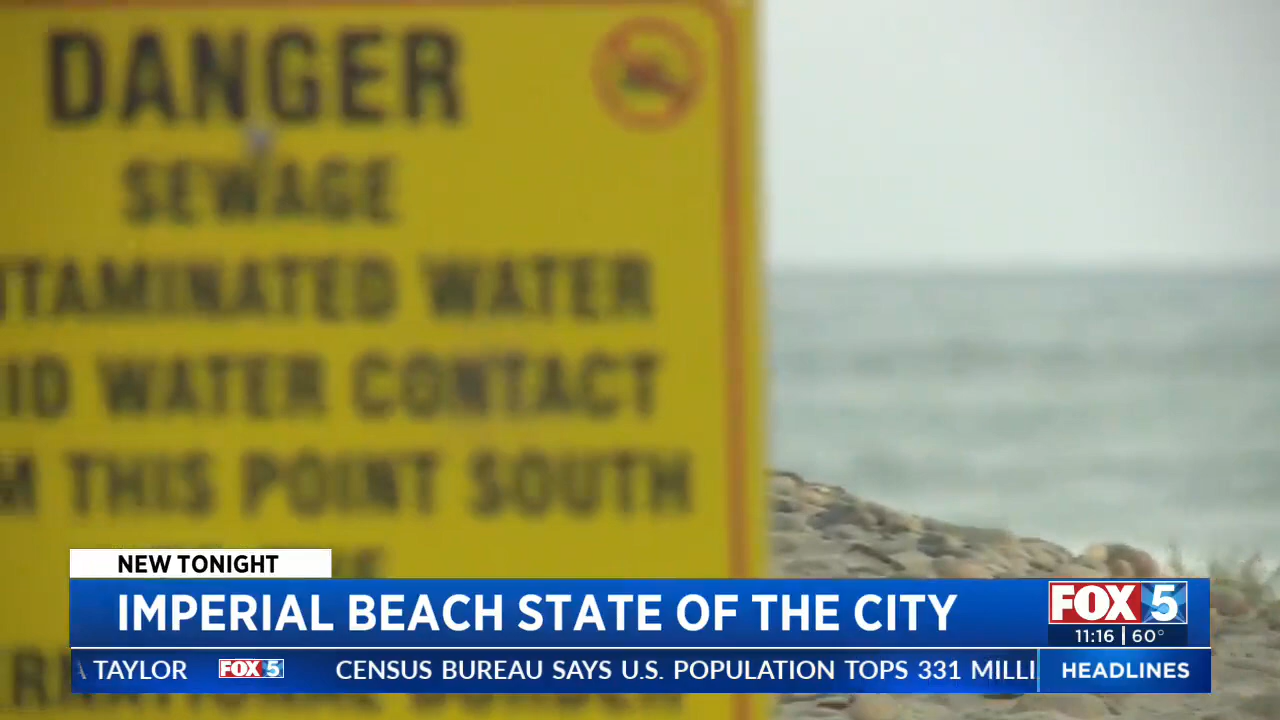 DANGER
SEWAGE
NTAMINATED WATER
ID WATER CONTACT
M THIS POINT SOUTH
NEW TONIGHT
IMPERIAL BEACH STATE OF THE CITY
FOX 5
11:16 | 60°
TAYLOR FOX 5 CENSUS BUREAU SAYS U.S. POPULATION TOPS 331 MILLI
HEADLINES